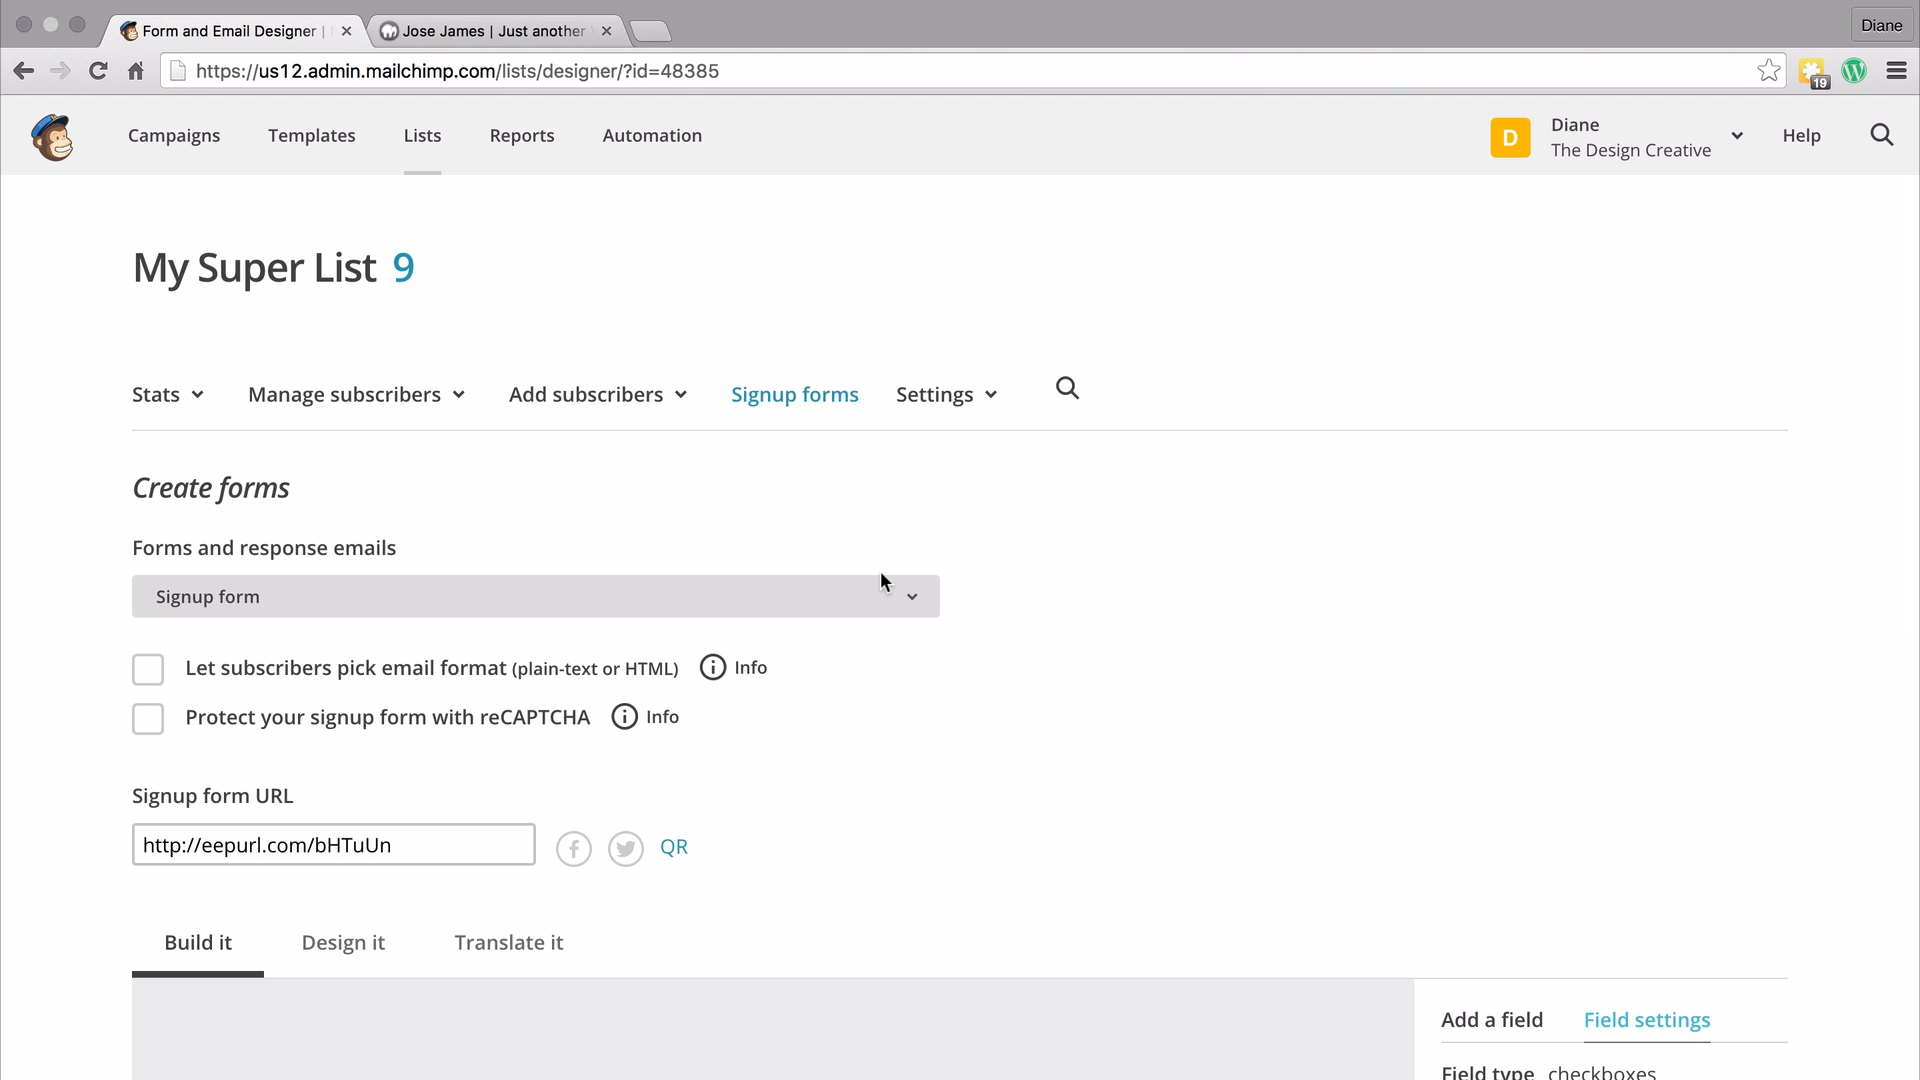 Form and Email Designer |
Jose James | Just another
Diane
https://us12.admin.mailchimp.com/lists/designer/?id=48385
19
Campaigns
Templates
Lists
Reports
Automation
D
Diane
The Design Creative
Help
My Super List 9
Stats
Manage subscribers
Add subscribers
Signup forms
Settings
Create forms
Forms and response emails
Signup form
Let subscribers pick email format (plain-text or HTML)
Info
Protect your signup form with reCAPTCHA
Info
Signup form URL
http://eepurl.com/bHTuUn
QR
Build it
Design it
Translate it
Add a field
Field settings
Field type checkboxes